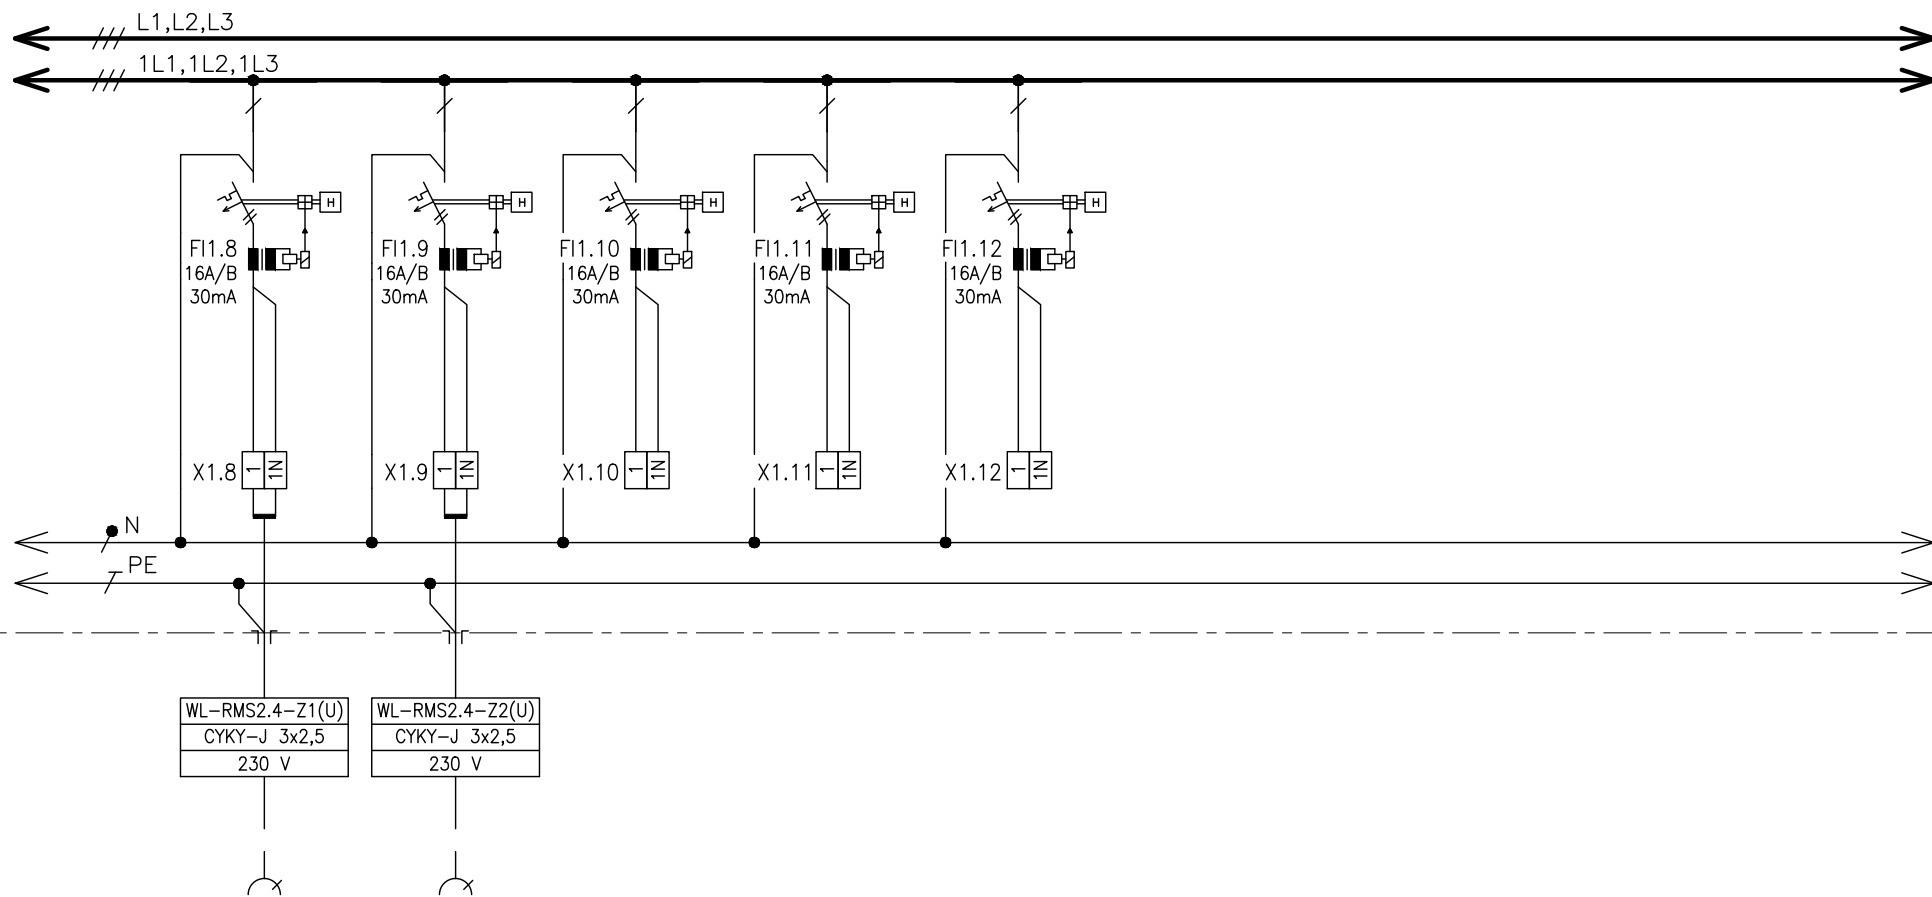 L1,L2,L3
1L1,1L2,1L3
H H H H H
FI1.8 FI1.9 FI1.10 FI1.11 FI1.12
16A/B 16A/B 16A/B 16A/B 16A/B
30mA 30mA 30mA 30mA 30mA
X1.8 1 1N X1.9 1 1N X1.10 1 1N X1.11 1 1N X1.12 1 1N
N
PE
WL-RMS2.4-Z1(U) WL-RMS2.4-Z2(U)
CYKY-J 3x2,5 CYKY-J 3x2,5
230 V 230 V